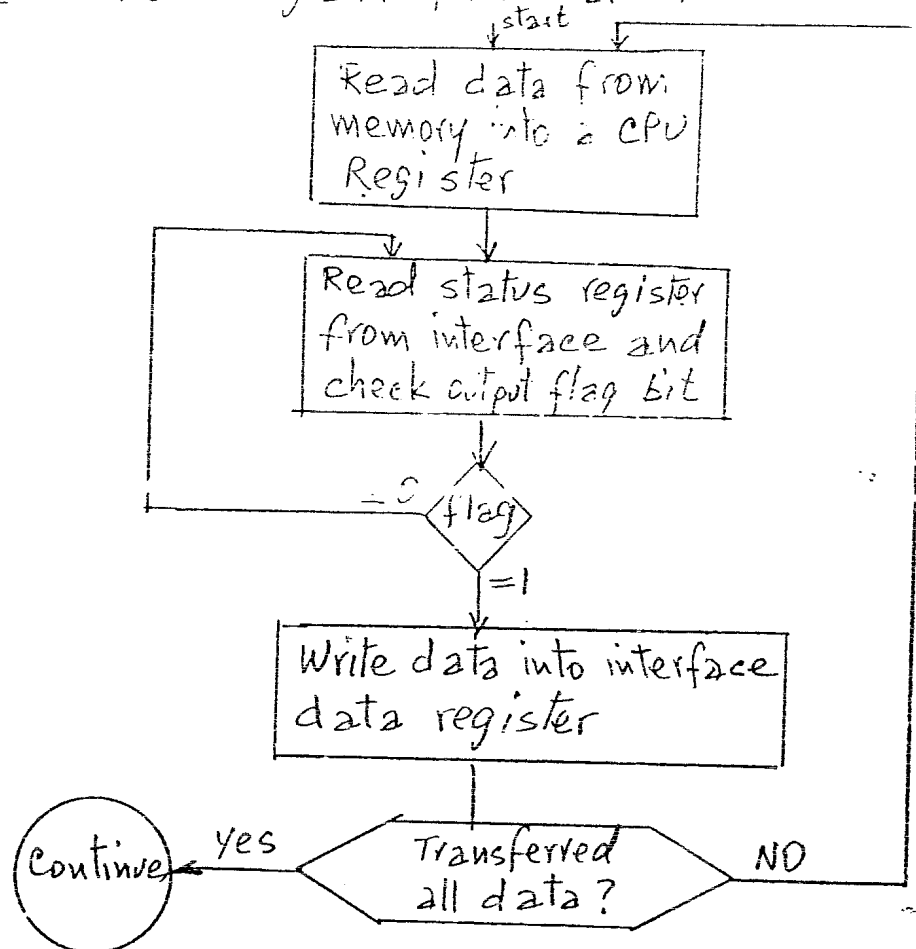 start
Read data from
memory into a CPU
Register
Read status register
from interface and
check output flag bit
= 0
flag
=1
Write data into interface
data register
Transferred
all data?
Yes
NO
Continue